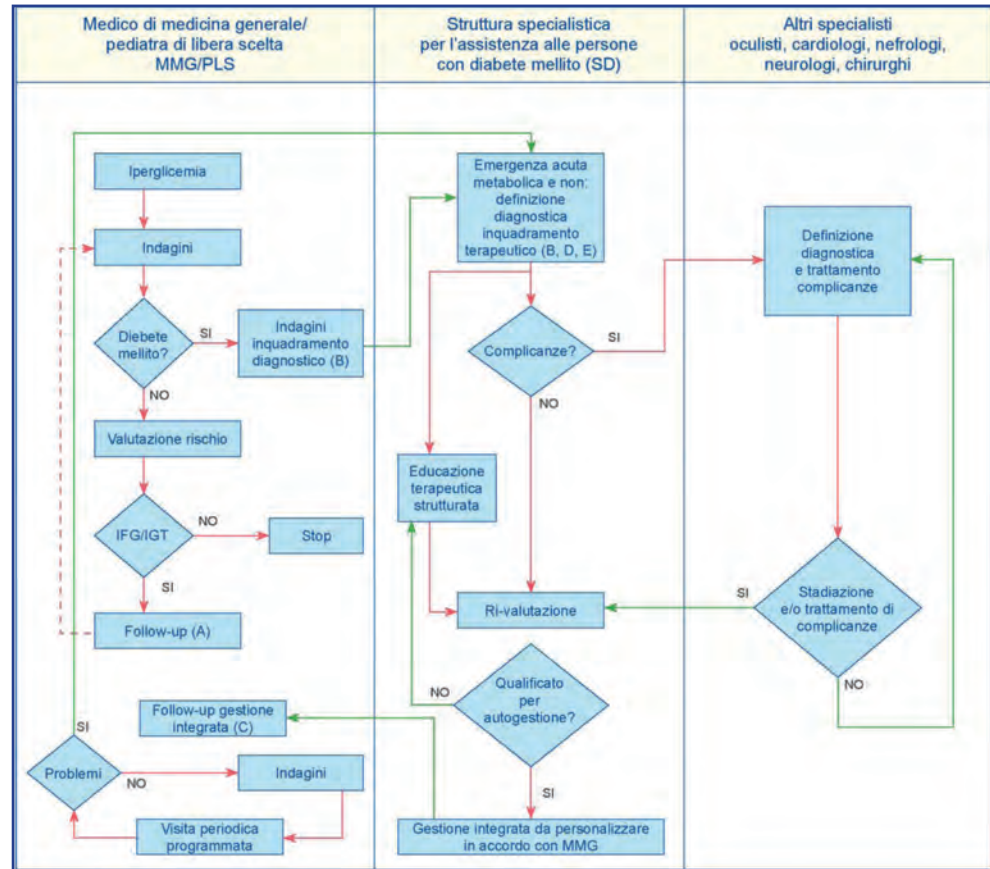 Medico di medicina generale/
pediatra di libera scelta
MMG/PLS
Struttura specialistica
per l'assistenza alle persone
con diabete mellito (SD)
Altri specialisti
oculisti, cardiologi, nefrologi,
neurologi, chirurghi
Iperglicemia
Indagini
Diebete
mellito?
SI
Indagini
inquadramento
diagnostico (B)
NO
Valutazione rischio
IFG/IGT
NO
Stop
SI
Follow-up (A)
Follow-up gestione
integrata (C)
SI
Problemi
NO
Indagini
Visita periodica
programmata
Emergenza acuta
metabolica e non:
definizione
diagnostica
inquadramento
terapeutico (B, D, E)
Complicanze?
SI
NO
Educazione
terapeutica
strutturata
Ri-valutazione
Qualificato
per
autogestione?
NO
SI
Gestione integrata da personalizzare
in accordo con MMG
Definizione
diagnostica
e trattamento
complicanze
SI
Stadiazione
e/o trattamento di
complicanze
NO